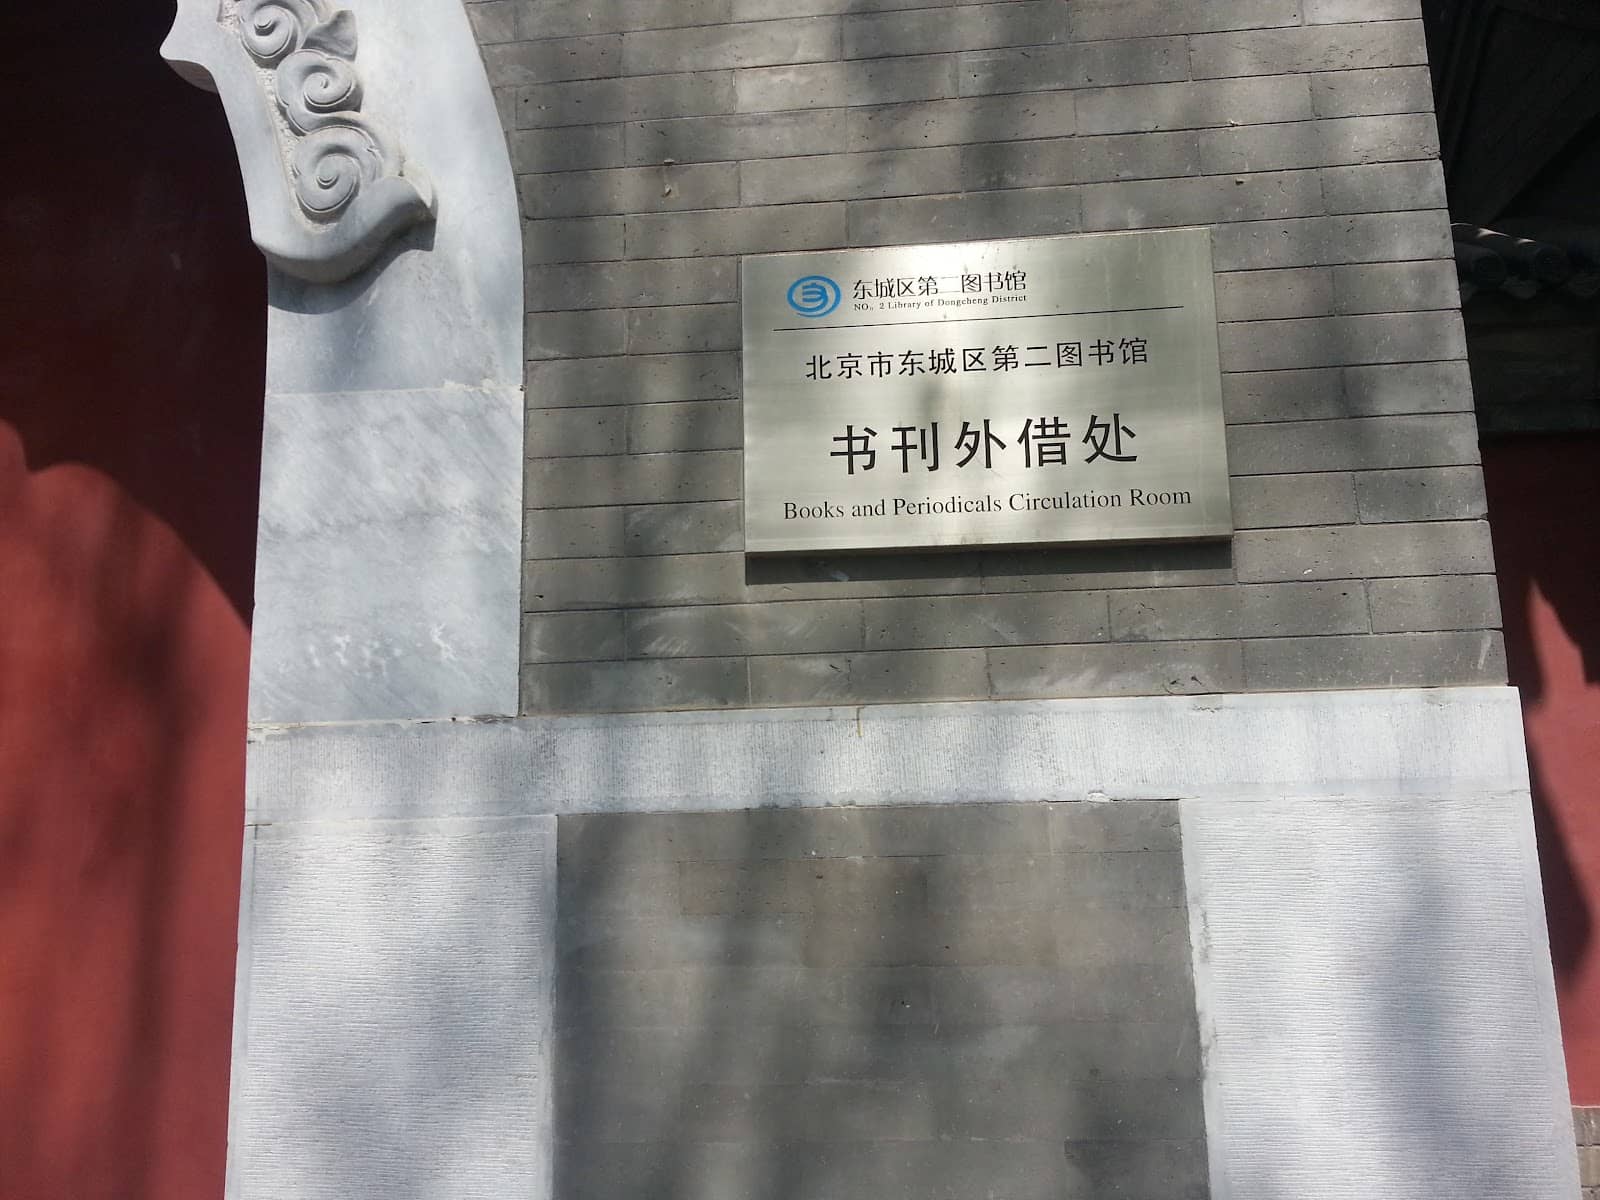 东城区第二图书馆
NO. 2 Library of Dongcheng District
北京市东城区第二图书馆
书刊外借处
Books and Periodicals Circulation Room